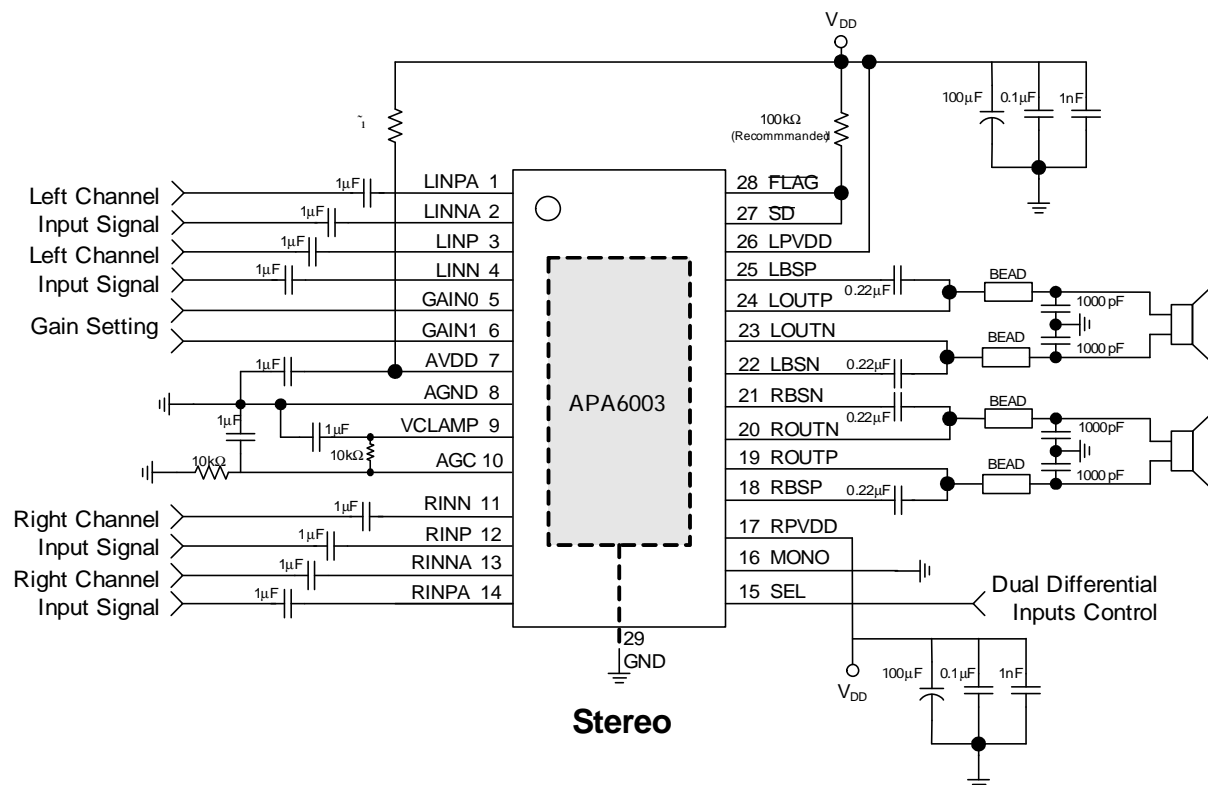 VDD
100µF
0.1µF
1nF
100kΩ
(Recommmanded)
Left Channel
Input Signal
Left Channel
Input Signal
Gain Setting
1µF
LINPA 1
1µF
LINNA 2
1µF
LINP 3
1µF
LINN 4
GAIN0 5
GAIN1 6
1µF
AVDD 7
AGND 8
1µF
1µF
VCLAMP 9
10kΩ
10kΩ
AGC 10
Right Channel
Input Signal
Right Channel
Input Signal
1µF
RINN 11
1µF
RINP 12
1µF
RINNA 13
1µF
RINPA 14
APA6003
29
GND
28 FLAG
27 SD
26 LPVDD
25 LBSP
0.22µF
24 LOUTP
23 LOUTN
22 LBSN
0.22µF
21 RBSN
0.22µF
20 ROUTN
19 ROUTP
18 RBSP
0.22µF
17 RPVDD
16 MONO
15 SEL
BEAD
1000pF
BEAD
1000pF
BEAD
1000pF
BEAD
1000pF
Dual Differential
Inputs Control
VDD
100µF
0.1µF
1nF
Stereo